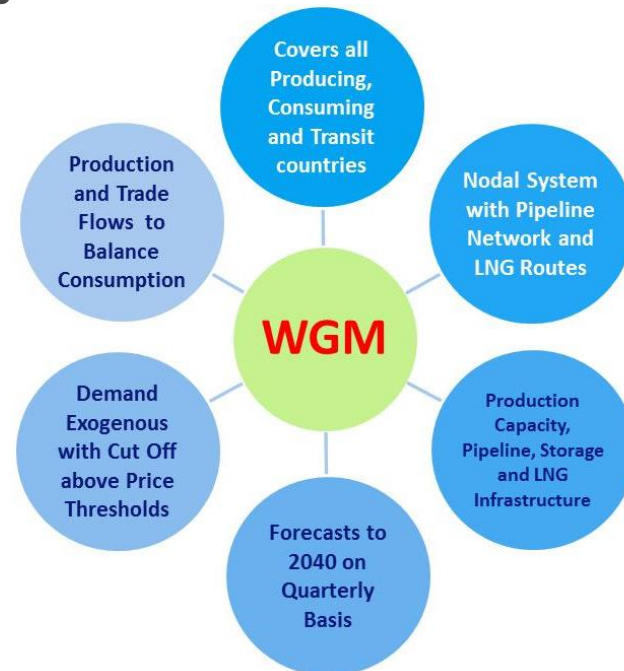 Covers all
Producing,
Consuming
and Transit
countries
Nodal System
with Pipeline
Network and
LNG Routes
Production
Capacity,
Pipeline, Storage
and LNG
Infrastructure
Forecasts to
2040 on
Quarterly
Basis
Demand
Exogenous
with Cut Off
above Price
Thresholds
Production
and Trade
Flows to
Balance
Consumption
WGM